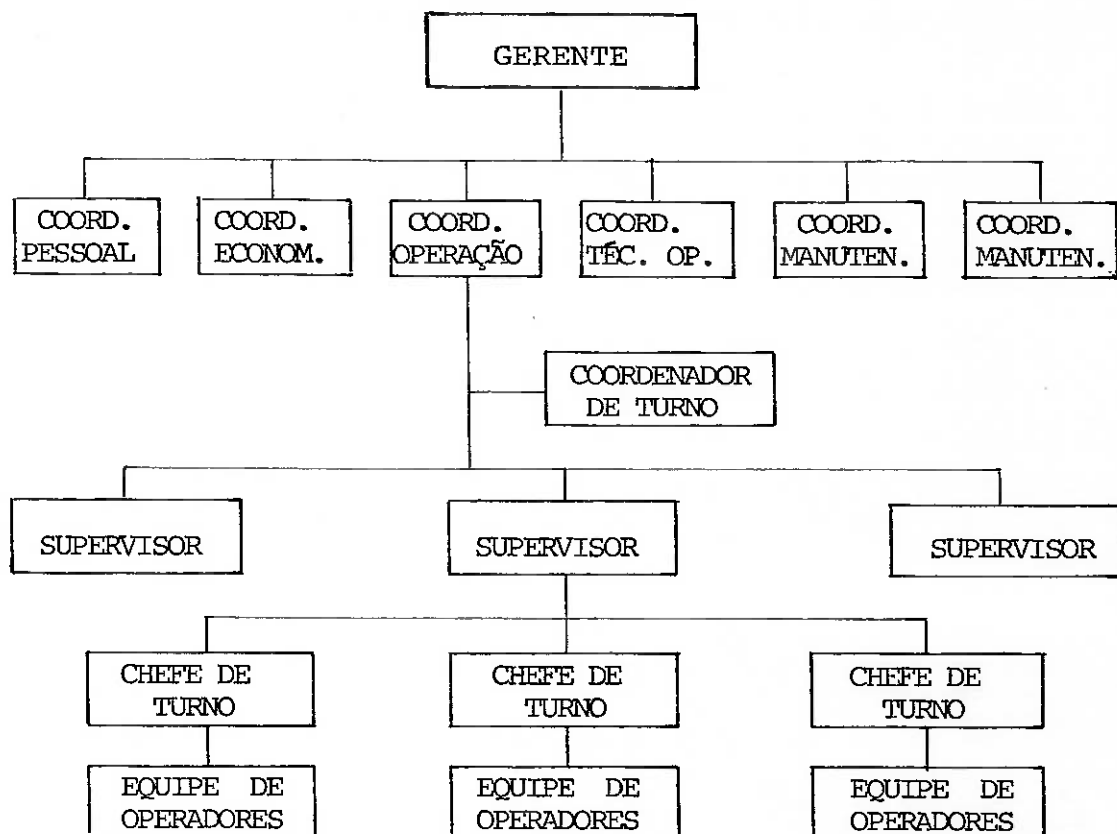 GERENTE
COORD.
PESSOAL
COORD.
ECONOM.
COORD.
OPERAÇÃO
COORD.
TÉC. OP.
COORD.
MANUTEN.
COORD.
MANUTEN.
COORDENADOR
DE TURNO
SUPERVISOR
SUPERVISOR
SUPERVISOR
CHEFE DE
TURNO
CHEFE DE
TURNO
CHEFE DE
TURNO
EQUIPE DE
OPERADORES
EQUIPE DE
OPERADORES
EQUIPE DE
OPERADORES